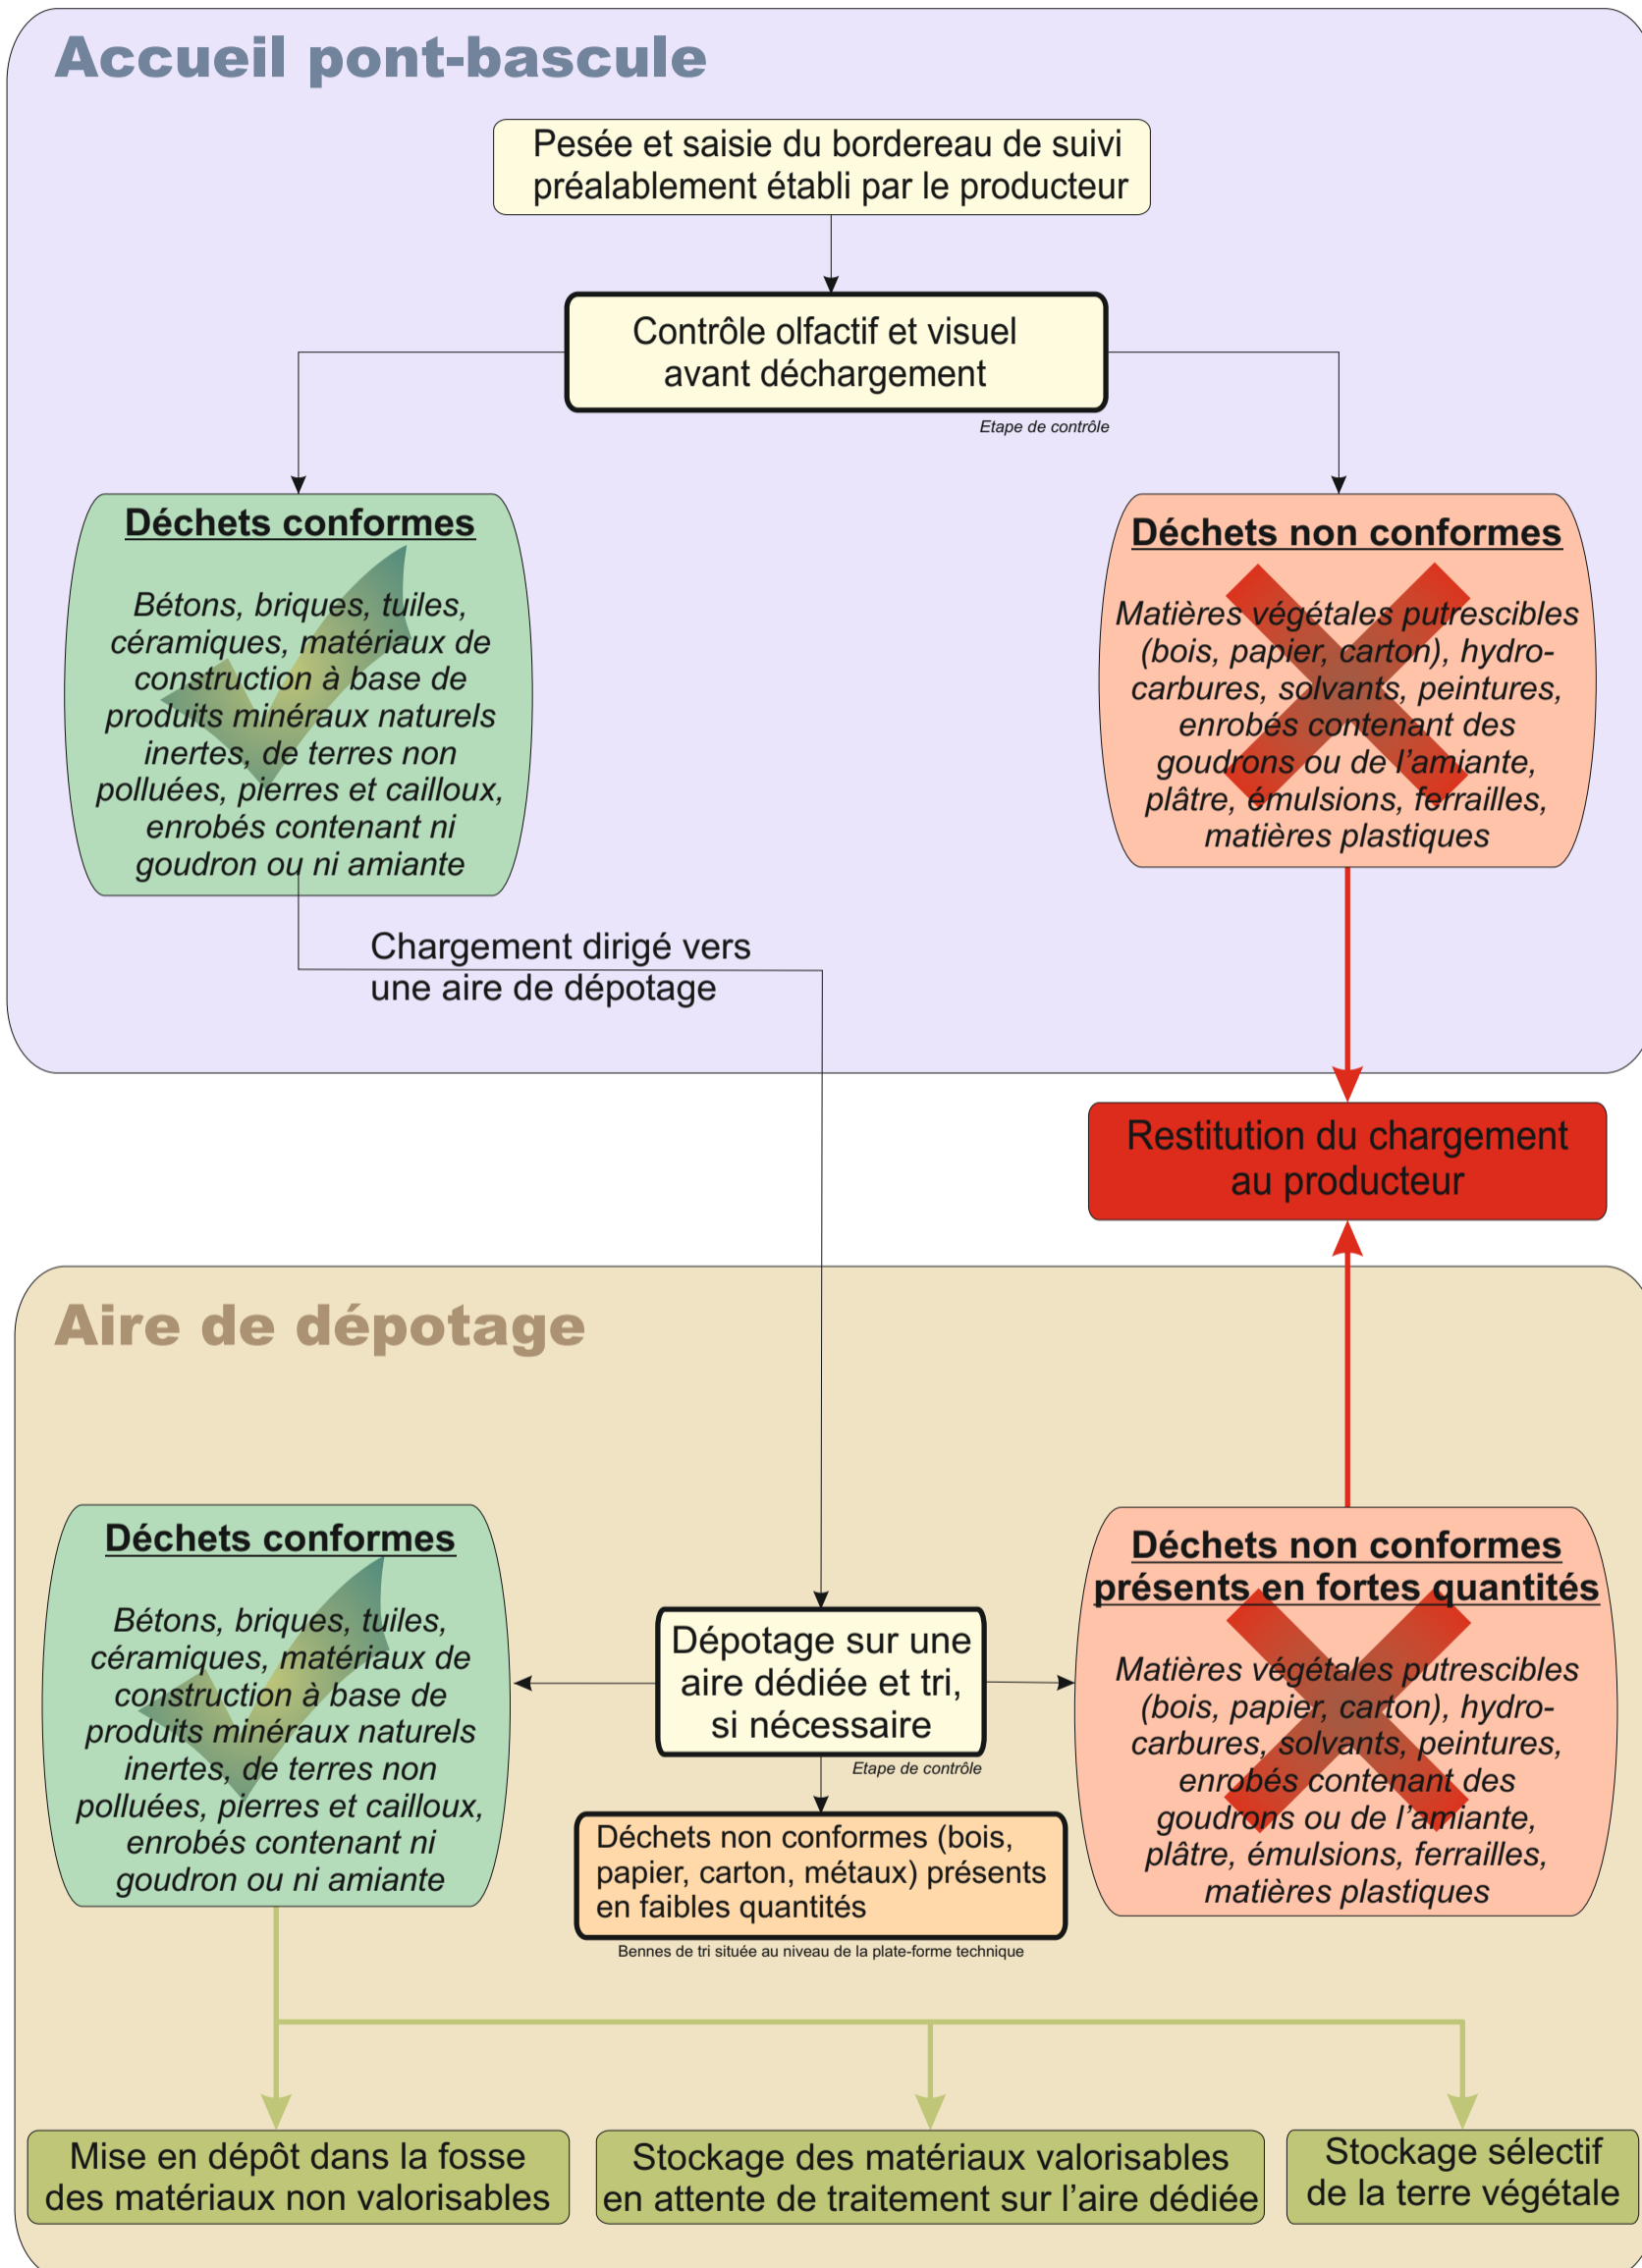 Accueil pont-bascule
Pesée et saisie du bordereau de suivi
préalablement établi par le producteur
Contrôle olfactif et visuel
avant déchargement
Etape de contrôle
Déchets conformes
Bétons, briques, tuiles,
céramiques, matériaux de
construction à base de
produits minéraux naturels
inertes, de terres non
polluées, pierres et cailloux,
enrobés contenant ni
goudron ou ni amiante
Déchets non conformes
Matières végétales putrescibles
(bois, papier, carton), hydro-
carbures, solvants, peintures,
enrobés contenant des
goudrons ou de l’amiante,
plâtre, émulsions, ferrailles,
matières plastiques
Chargement dirigé vers
une aire de dépotage
Restitution du chargement
au producteur
Aire de dépotage
Déchets conformes
Bétons, briques, tuiles,
céramiques, matériaux de
construction à base de
produits minéraux naturels
inertes, de terres non
polluées, pierres et cailloux,
enrobés contenant ni
goudron ou ni amiante
Dépotage sur une
aire dédiée et tri,
si nécessaire
Etape de contrôle
Déchets non conformes (bois,
papier, carton, métaux) présents
en faibles quantités
Bennes de tri située au niveau de la plate-forme technique
Déchets non conformes
présents en fortes quantités
Matières végétales putrescibles
(bois, papier, carton), hydro-
carbures, solvants, peintures,
enrobés contenant des
goudrons ou de l’amiante,
plâtre, émulsions, ferrailles,
matières plastiques
Mise en dépôt dans la fosse
des matériaux non valorisables
Stockage des matériaux valorisables
en attente de traitement sur l’aire dédiée
Stockage sélectif
de la terre végétale